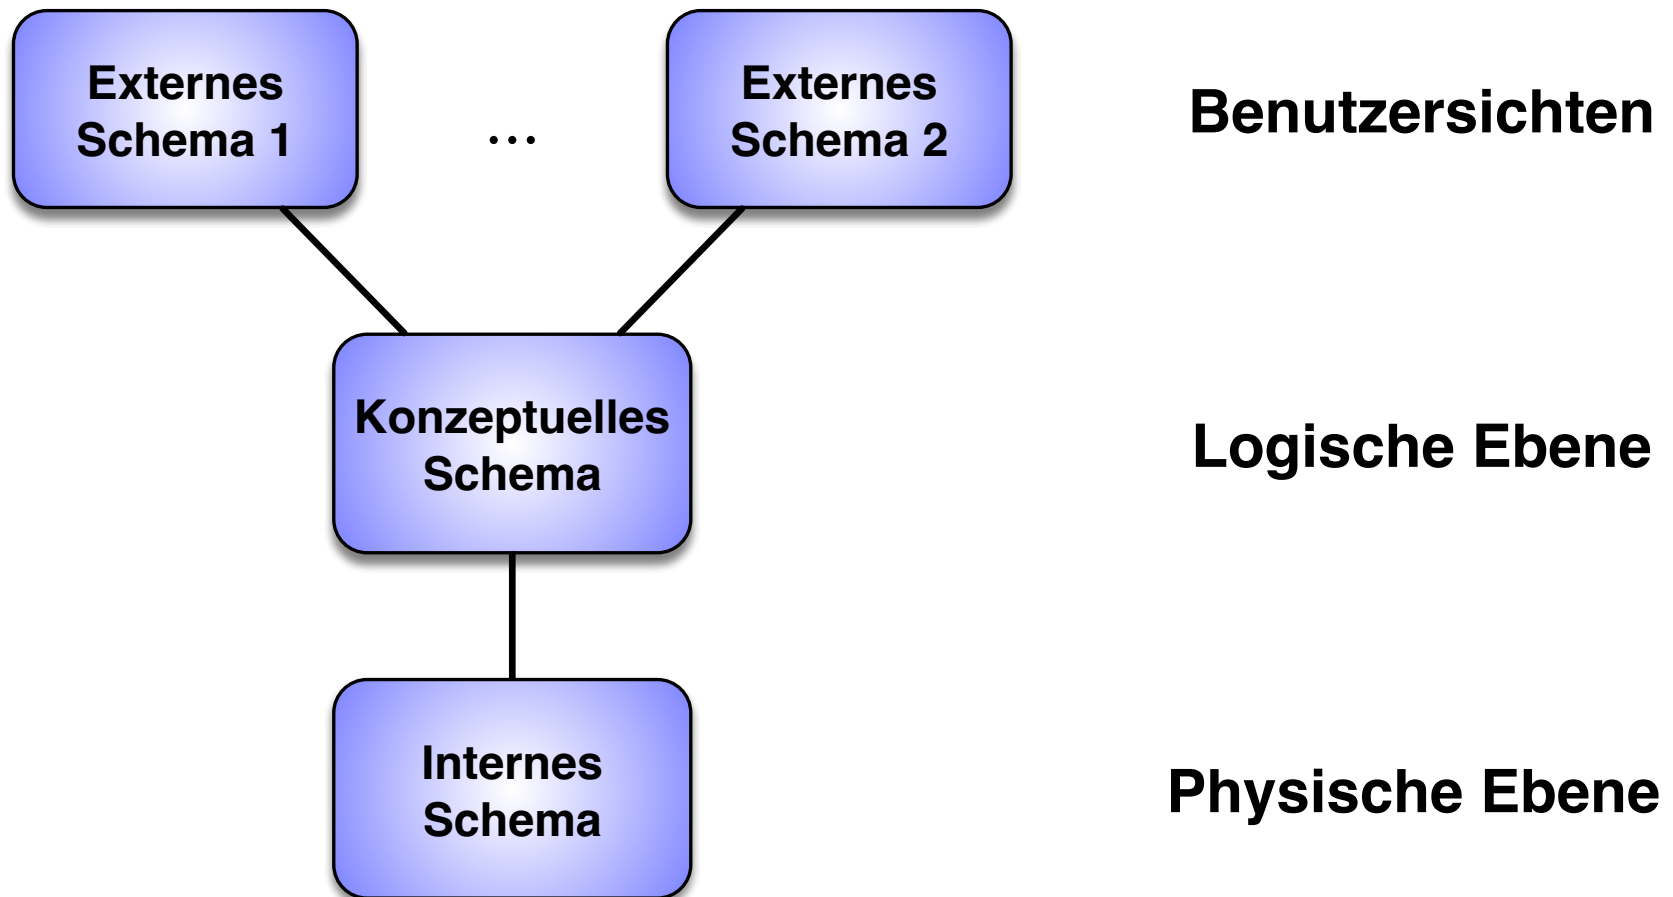 Externes
Schema 1
...
Externes
Schema 2
Benutzersichten
Konzeptuelles
Schema
Logische Ebene
Internes
Schema
Physische Ebene